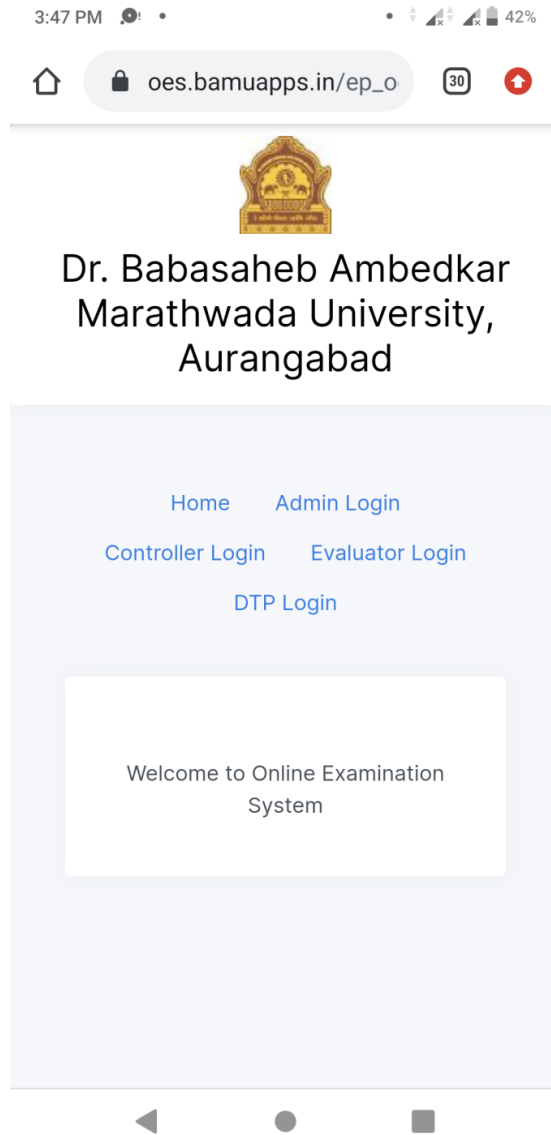 3:47 PM
42%
oes.bamuapps.in/ep_o
30
Dr. Babasaheb Ambedkar
Marathwada University,
Aurangabad
Home Admin Login
Controller Login Evaluator Login
DTP Login
Welcome to Online Examination
System